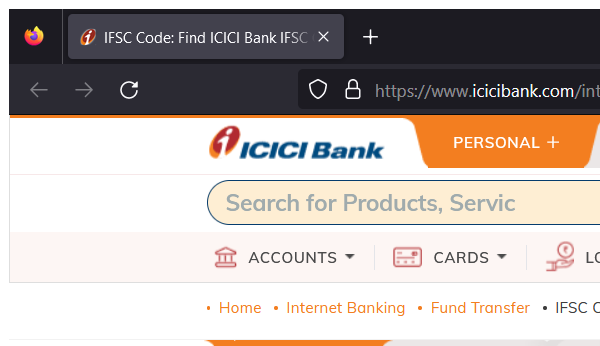 IFSC Code: Find ICICI Bank IFSC
https://www.icicibank.com/int
ICICI Bank
PERSONAL +
Search for Products, Servic
ACCOUNTS CARDS LO
Home Internet Banking Fund Transfer IFSC C